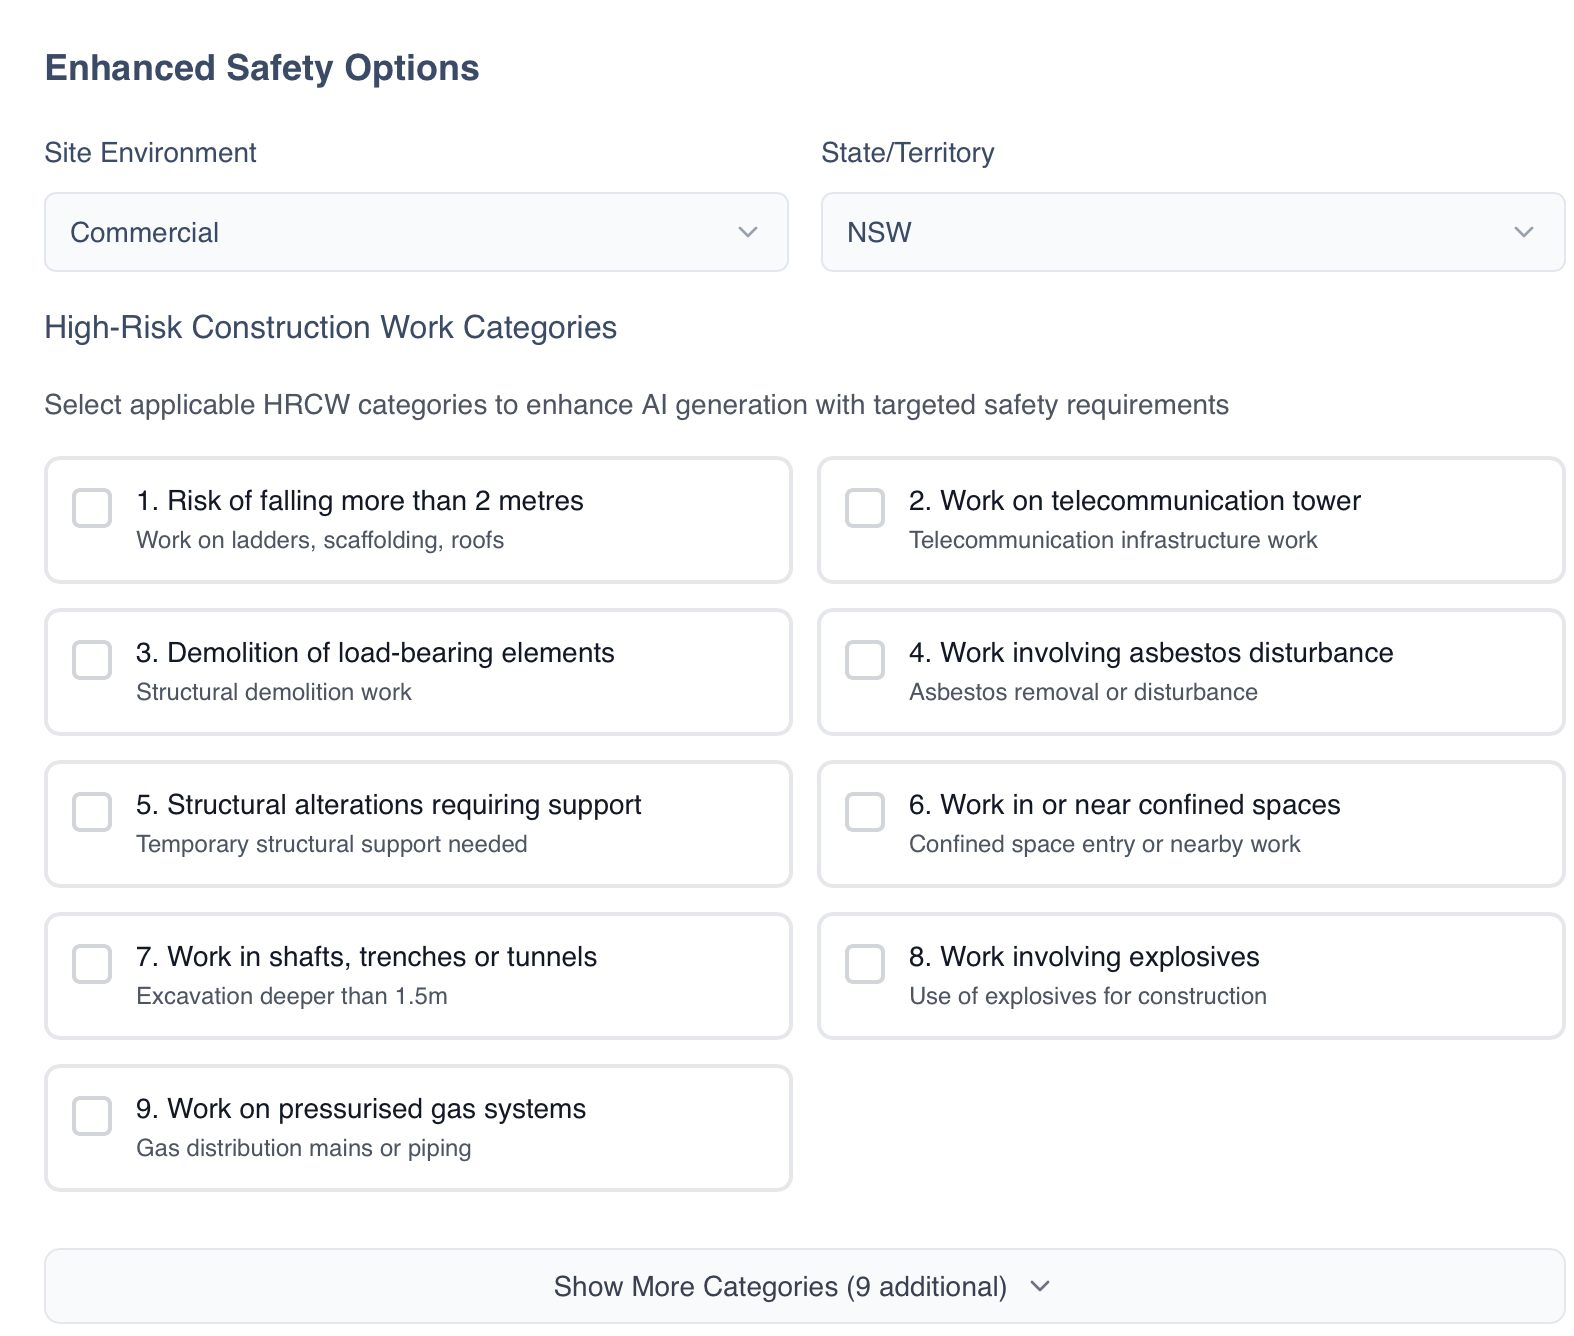 Enhanced Safety Options
Site Environment
State/Territory
Commercial
NSW
High-Risk Construction Work Categories
Select applicable HRCW categories to enhance AI generation with targeted safety requirements
1. Risk of falling more than 2 metres
Work on ladders, scaffolding, roofs
2. Work on telecommunication tower
Telecommunication infrastructure work
3. Demolition of load-bearing elements
Structural demolition work
4. Work involving asbestos disturbance
Asbestos removal or disturbance
5. Structural alterations requiring support
Temporary structural support needed
6. Work in or near confined spaces
Confined space entry or nearby work
7. Work in shafts, trenches or tunnels
Excavation deeper than 1.5m
8. Work involving explosives
Use of explosives for construction
9. Work on pressurised gas systems
Gas distribution mains or piping
Show More Categories (9 additional)